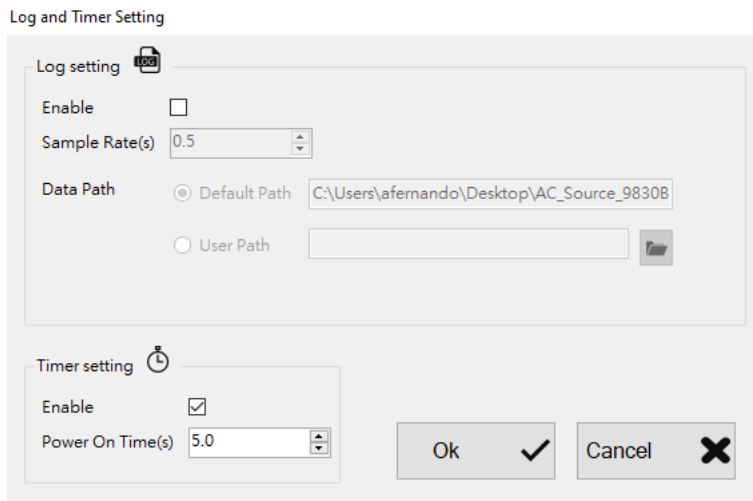 Log and Timer Setting
Log setting LOG
Enable
Sample Rate(s) 0.5
Data Path Default Path C:\Users\afernando\Desktop\AC_Source_9830B
User Path
Timer setting
Enable
Power On Time(s) 5.0
Ok Cancel